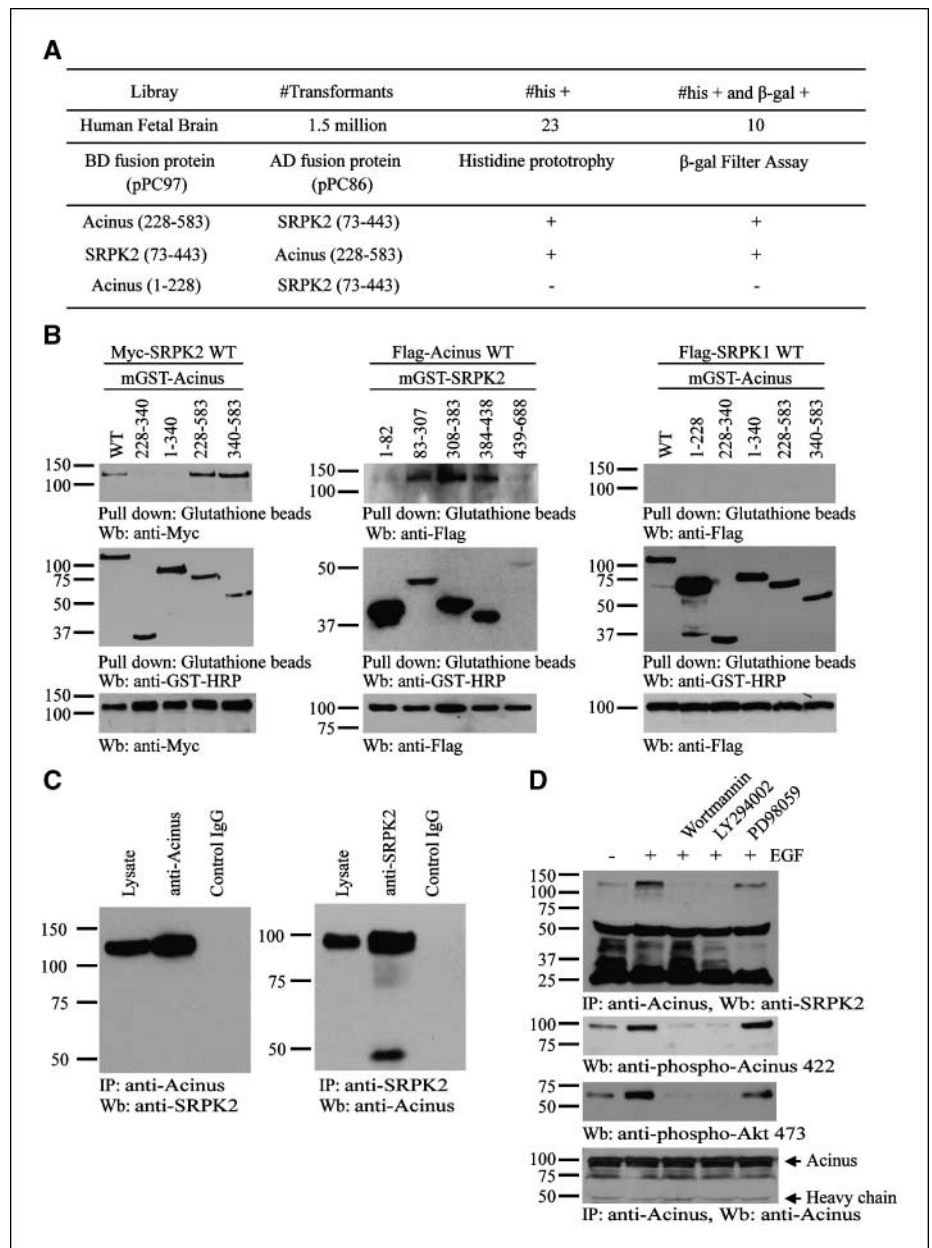 A
Libray #Transformants #his + #his + and β-gal +
Human Fetal Brain 1.5 million 23 10
BD fusion protein (pPC97) AD fusion protein (pPC86) Histidine prototrophy β-gal Filter Assay
Acinus (228-583) SRPK2 (73-443) + +
SRPK2 (73-443) Acinus (228-583) + +
Acinus (1-228) SRPK2 (73-443) - -
B
Myc-SRPK2 WT
mGST-Acinus
WT 228-340 1-340 228-583 340-583
150
100
Pull down: Glutathione beads
Wb: anti-Myc
100
75
50
37
Pull down: Glutathione beads
Wb: anti-GST-HRP
150
100
Wb: anti-Myc
Flag-Acinus WT
mGST-SRPK2
1-82 83-307 308-383 384-438 439-688
150
100
Pull down: Glutathione beads
Wb: anti-Flag
50
37
Pull down: Glutathione beads
Wb: anti-GST-HRP
100
75
Wb: anti-Flag
Flag-SRPK1 WT
mGST-Acinus
WT 1-228 228-340 1-340 228-583 340-583
150
100
Pull down: Glutathione beads
Wb: anti-Flag
100
75
50
37
Pull down: Glutathione beads
Wb: anti-GST-HRP
100
Wb: anti-Flag
C
Lysate anti-Acinus Control IgG
150
100
75
50
IP: anti-Acinus
Wb: anti-SRPK2
Lysate anti-SRPK2 Control IgG
100
75
50
IP: anti-SRPK2
Wb: anti-Acinus
D
Wortmannin LY294002 PD98059
- + + + + EGF
150
100
75
50
37
25
IP: anti-Acinus, Wb: anti-SRPK2
100
75
Wb: anti-phospho-Acinus 422
75
50
Wb: anti-phospho-Akt 473
100 Acinus
75
50 Heavy chain
IP: anti-Acinus, Wb: anti-Acinus